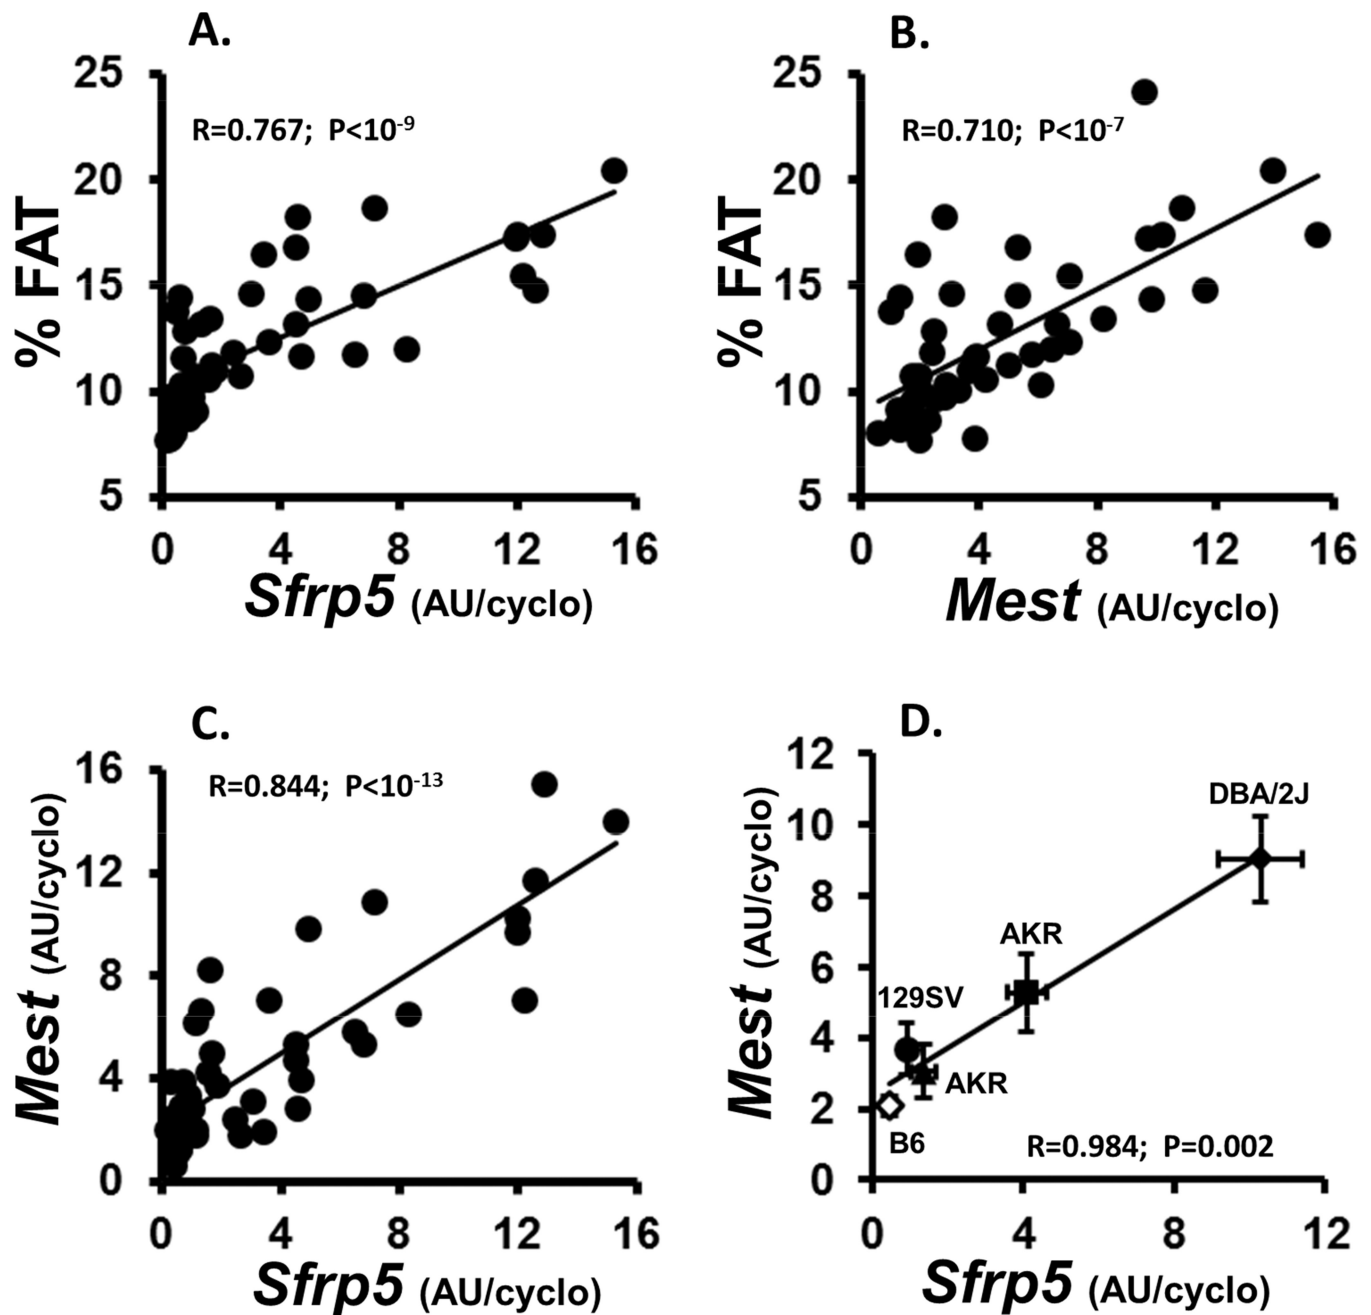 A.
R=0.767; P<10⁻⁹
25
20
15
10
5
% FAT
0 4 8 12 16
Sfrp5 (AU/cyclo)
B.
R=0.710; P<10⁻⁷
25
20
15
10
5
% FAT
0 4 8 12 16
Mest (AU/cyclo)
C.
R=0.844; P<10⁻¹³
16
12
8
4
0
Mest (AU/cyclo)
0 4 8 12 16
Sfrp5 (AU/cyclo)
D.
12
10
8
6
4
2
0
Mest (AU/cyclo)
DBA/2J
AKR
129SV
AKR
B6
R=0.984; P=0.002
0 4 8 12
Sfrp5 (AU/cyclo)